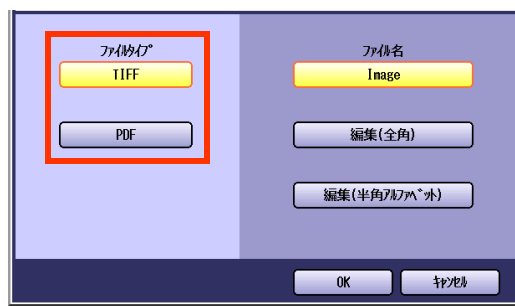 ﾌｧｲﾙﾀｲﾌﾟ
TIFF
PDF
ﾌｧｲﾙ名
Image
編集(全角)
編集(半角ｱﾙﾌｧﾍﾞｯﾄ)
OK
ｷｬﾝｾﾙ